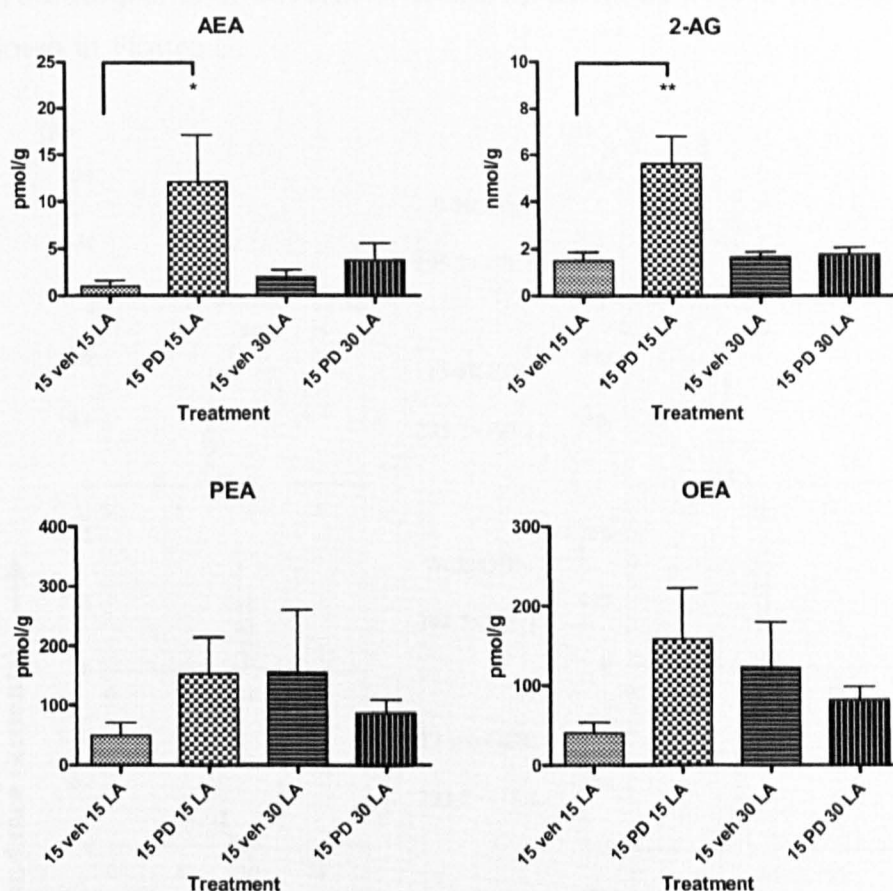 AEA
25
20
15
10
5
0
pmol/g
*
15 veh 15 LA
15 PD 15 LA
15 veh 30 LA
15 PD 30 LA
Treatment
2-AG
10
8
6
4
2
0
nmol/g
**
15 veh 15 LA
15 PD 15 LA
15 veh 30 LA
15 PD 30 LA
Treatment
PEA
400
300
200
100
0
pmol/g
15 veh 15 LA
15 PD 15 LA
15 veh 30 LA
15 PD 30 LA
Treatment
OEA
300
200
100
0
pmol/g
15 veh 15 LA
15 PD 15 LA
15 veh 30 LA
15 PD 30 LA
Treatment